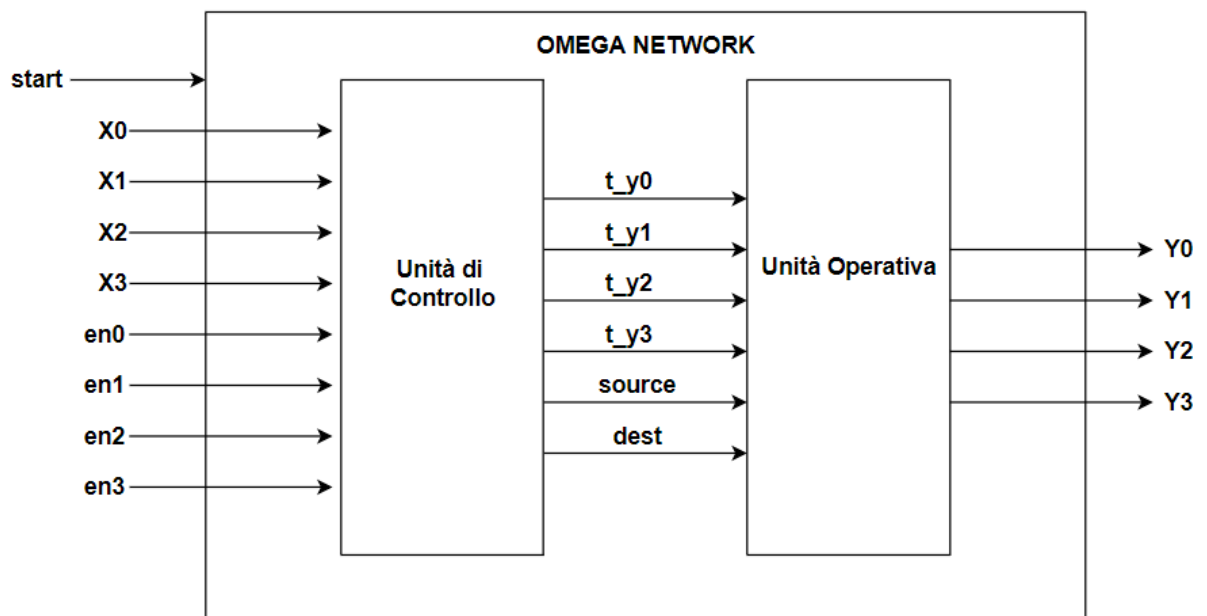 OMEGA NETWORK
start
X0
X1
X2
X3
en0
en1
en2
en3
Unità di
Controllo
t_y0
t_y1
t_y2
t_y3
source
dest
Unità Operativa
Y0
Y1
Y2
Y3